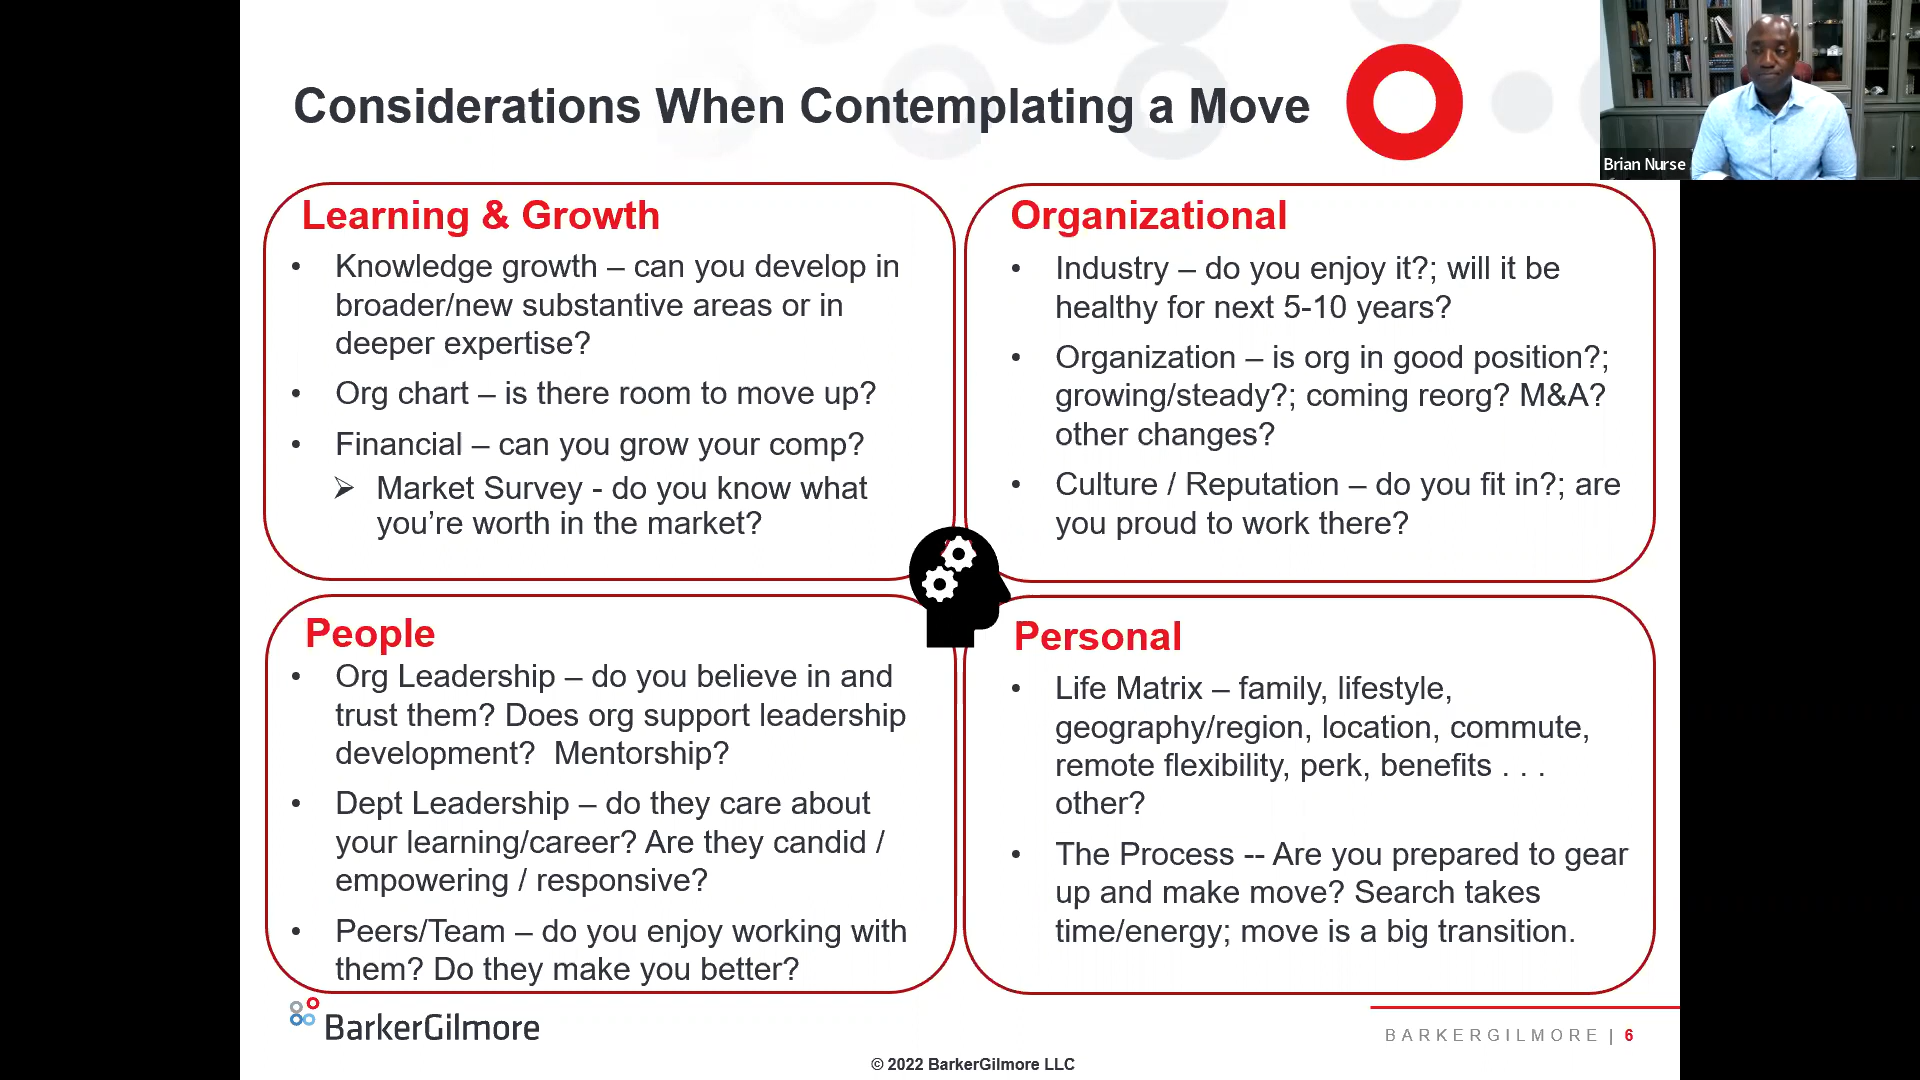 Considerations When Contemplating a Move
Brian Nurse
Learning & Growth
• Knowledge growth – can you develop in
broader/new substantive areas or in
deeper expertise?
• Org chart – is there room to move up?
• Financial – can you grow your comp?
➢ Market Survey - do you know what
you’re worth in the market?
Organizational
• Industry – do you enjoy it?; will it be
healthy for next 5-10 years?
• Organization – is org in good position?;
growing/steady?; coming reorg? M&A?
other changes?
• Culture / Reputation – do you fit in?; are
you proud to work there?
People
• Org Leadership – do you believe in and
trust them? Does org support leadership
development?  Mentorship?
• Dept Leadership – do they care about
your learning/career? Are they candid /
empowering / responsive?
• Peers/Team – do you enjoy working with
them? Do they make you better?
Personal
• Life Matrix – family, lifestyle,
geography/region, location, commute,
remote flexibility, perk, benefits . . .
other?
• The Process -- Are you prepared to gear
up and make move? Search takes
time/energy; move is a big transition.
BarkerGilmore
BARKERGILMORE | 6
© 2022 BarkerGilmore LLC